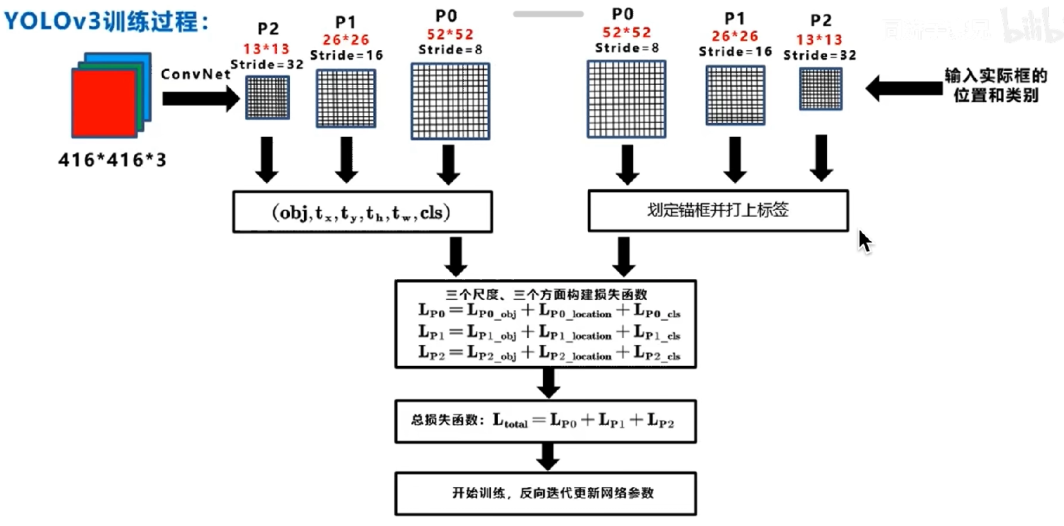 YOLOv3训练过程:
P2
13*13
Stride=32
P1
26*26
Stride=16
P0
52*52
Stride=8
P0
52*52
Stride=8
P1
26*26
Stride=16
P2
13*13
Stride=32
bilibili
ConvNet
416*416*3
输入实际框的
位置和类别
(obj,tx,ty,th,tw,cls)
划定锚框并打上标签
三个尺度、三个方面构建损失函数
LP0=LP0_obj+LP0_location+LP0_cls
LP1=LP1_obj+LP1_location+LP1_cls
LP2=LP2_obj+LP2_location+LP2_cls
总损失函数: Ltotal=LP0+LP1+LP2
开始训练,反向迭代更新网络参数